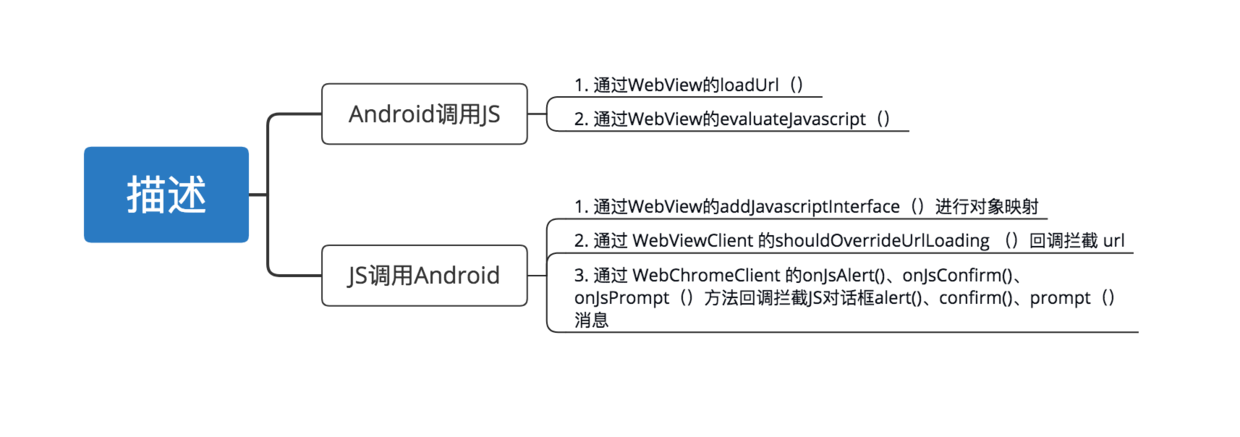 描述
Android调用JS
1. 通过WebView的loadUrl（）
2. 通过WebView的evaluateJavascript（）
JS调用Android
1. 通过WebView的addJavascriptInterface（）进行对象映射
2. 通过 WebViewClient 的shouldOverrideUrlLoading （）回调拦截 url
3. 通过 WebChromeClient 的onJsAlert()、onJsConfirm()、
onJsPrompt（）方法回调拦截JS对话框alert()、confirm()、prompt（）
消息